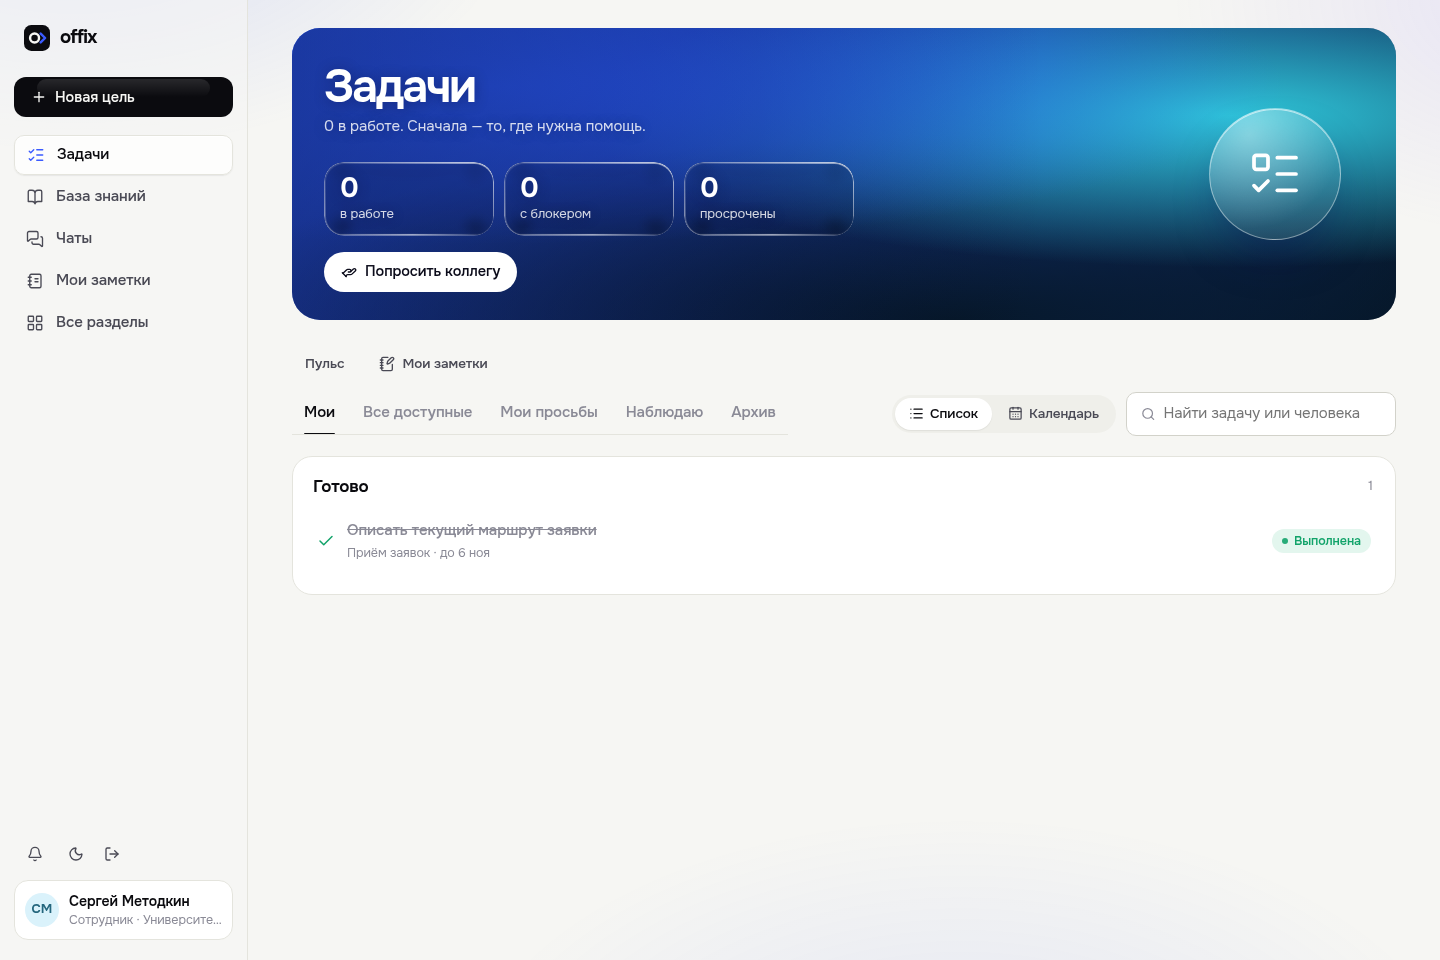 offix
Новая цель
Задачи
База знаний
Чаты
Мои заметки
Все разделы
СМ
Сергей Методкин
Сотрудник · Университе...
Задачи
0 в работе. Сначала — то, где нужна помощь.
0
в работе
0
с блокером
0
просрочены
Попросить коллегу
Пульс
Мои заметки
Мои
Все доступные
Мои просьбы
Наблюдаю
Архив
Список
Календарь
Найти задачу или человека
Готово
1
Описать текущий маршрут заявки
Приём заявок · до 6 ноя
Выполнена